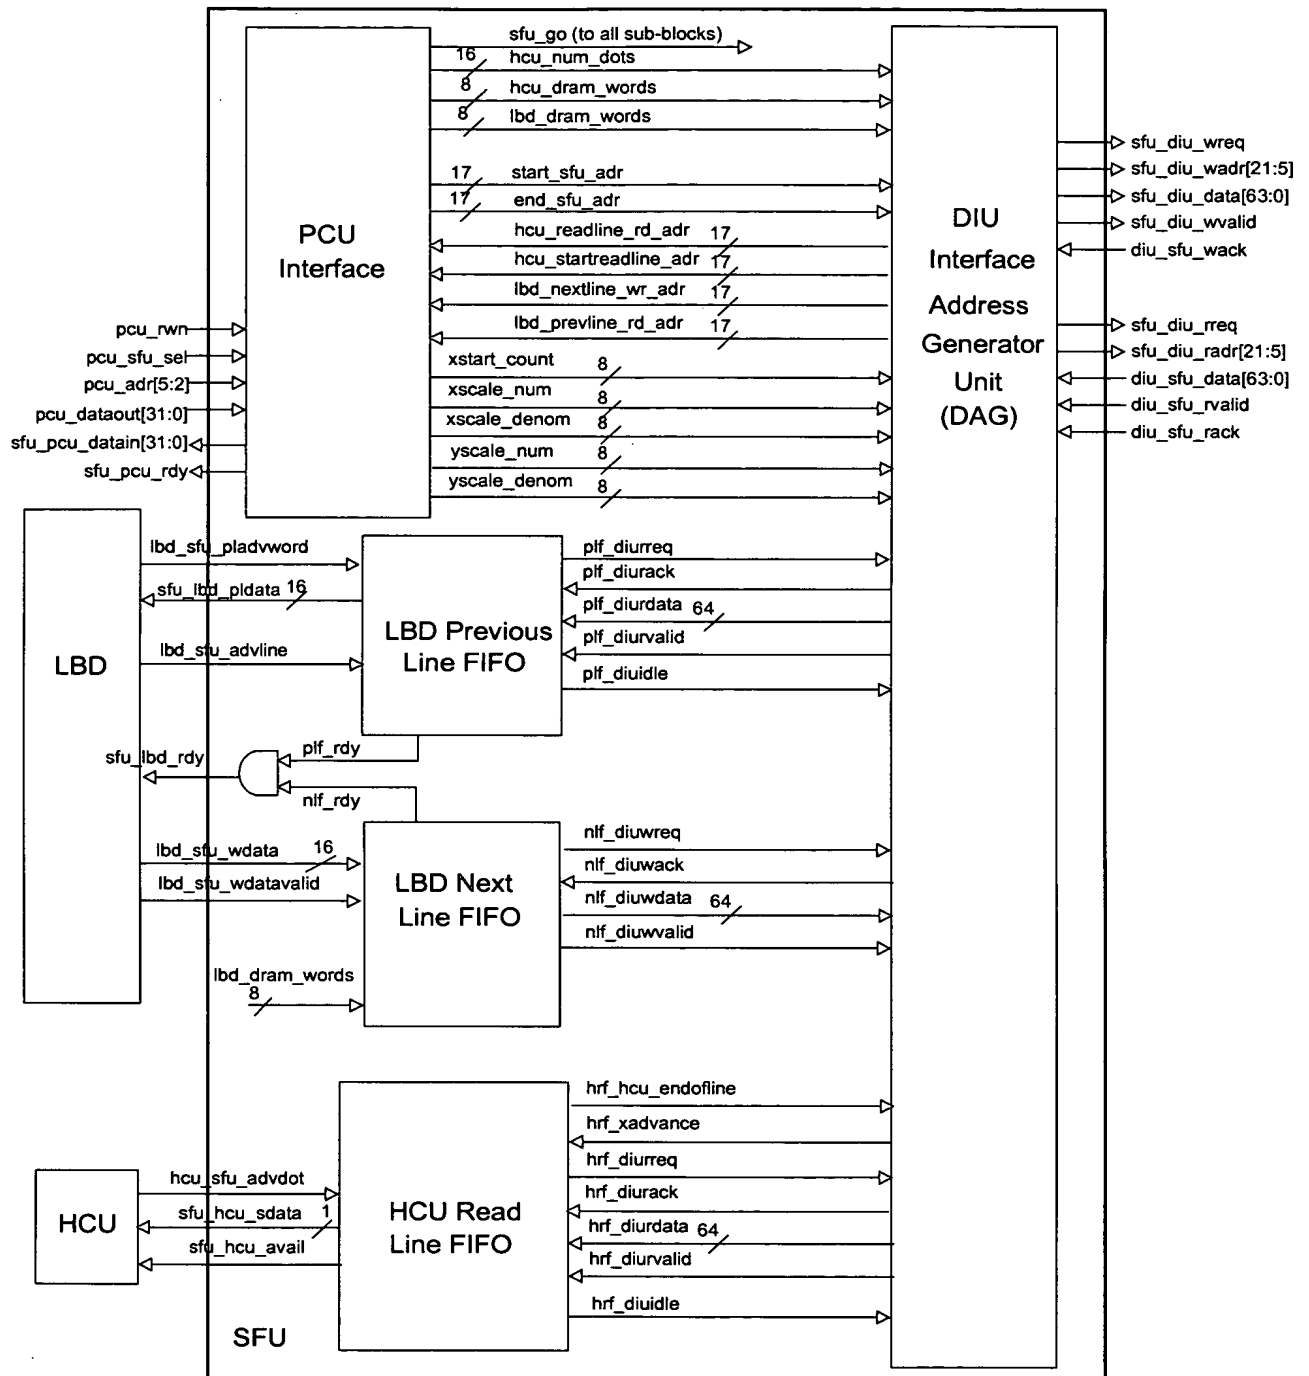 sfu_go (to all sub-blocks)
16
hcu_num_dots
8
hcu_dram_words
8
lbd_dram_words
17
start_sfu_adr
17
end_sfu_adr
hcu_readline_rd_adr
17
hcu_startreadline_adr
17
lbd_nextline_wr_adr
17
lbd_prevline_rd_adr
17
xstart_count
8
xscale_num
8
xscale_denom
8
yscale_num
8
yscale_denom
8
PCU
Interface
DIU
Interface
Address
Generator
Unit
(DAG)
pcu_rwn
pcu_sfu_sel
pcu_adr[5:2]
pcu_dataout[31:0]
sfu_pcu_datain[31:0]
sfu_pcu_rdy
sfu_diu_wreq
sfu_diu_wadr[21:5]
sfu_diu_data[63:0]
sfu_diu_wvalid
diu_sfu_wack
sfu_diu_rreq
sfu_diu_radr[21:5]
diu_sfu_data[63:0]
diu_sfu_rvalid
diu_sfu_rack
LBD
lbd_sfu_pladvword
sfu_lbd_pldata
16
lbd_sfu_advline
LBD Previous
Line FIFO
plf_diurreq
plf_diurack
plf_diurdata
64
plf_diurvalid
plf_diuidle
sfu_lbd_rdy
plf_rdy
nlf_rdy
lbd_sfu_wdata
16
lbd_sfu_wdatavalid
lbd_dram_words
8
LBD Next
Line FIFO
nlf_diuwreq
nlf_diuwack
nlf_diuwdata
64
nlf_diuwvalid
HCU
hcu_sfu_advdot
sfu_hcu_sdata
1
sfu_hcu_avail
HCU Read
Line FIFO
hrf_hcu_endofline
hrf_xadvance
hrf_diurreq
hrf_diurack
hrf_diurdata
64
hrf_diurvalid
hrf_diuidle
SFU